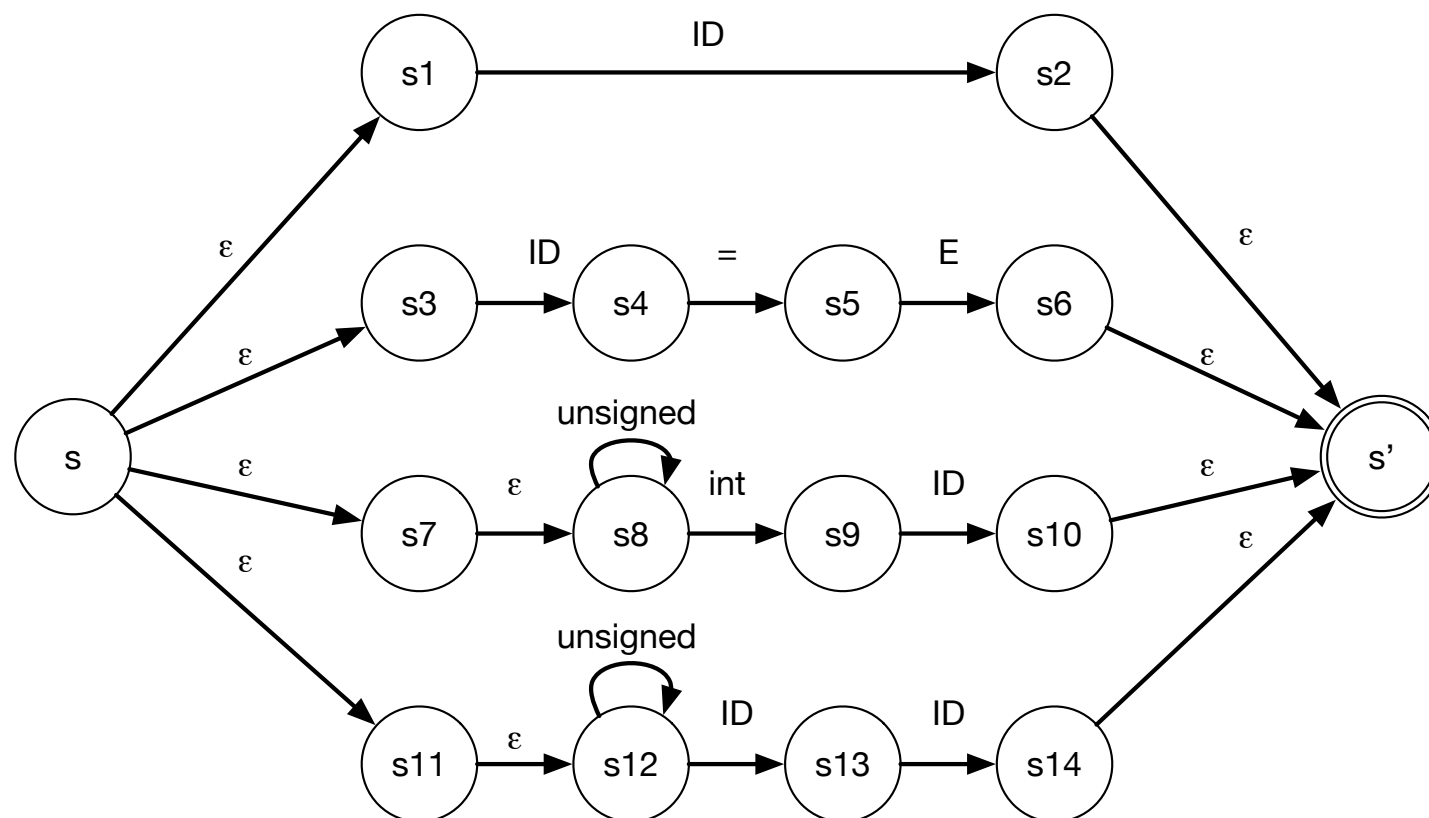 ID
s1
s2
ε
ε
ID
=
E
s3
s4
s5
s6
ε
ε
unsigned
s
s'
ε
ε
int
ID
ε
s7
s8
s9
s10
ε
ε
unsigned
ID
ID
ε
s11
s12
s13
s14